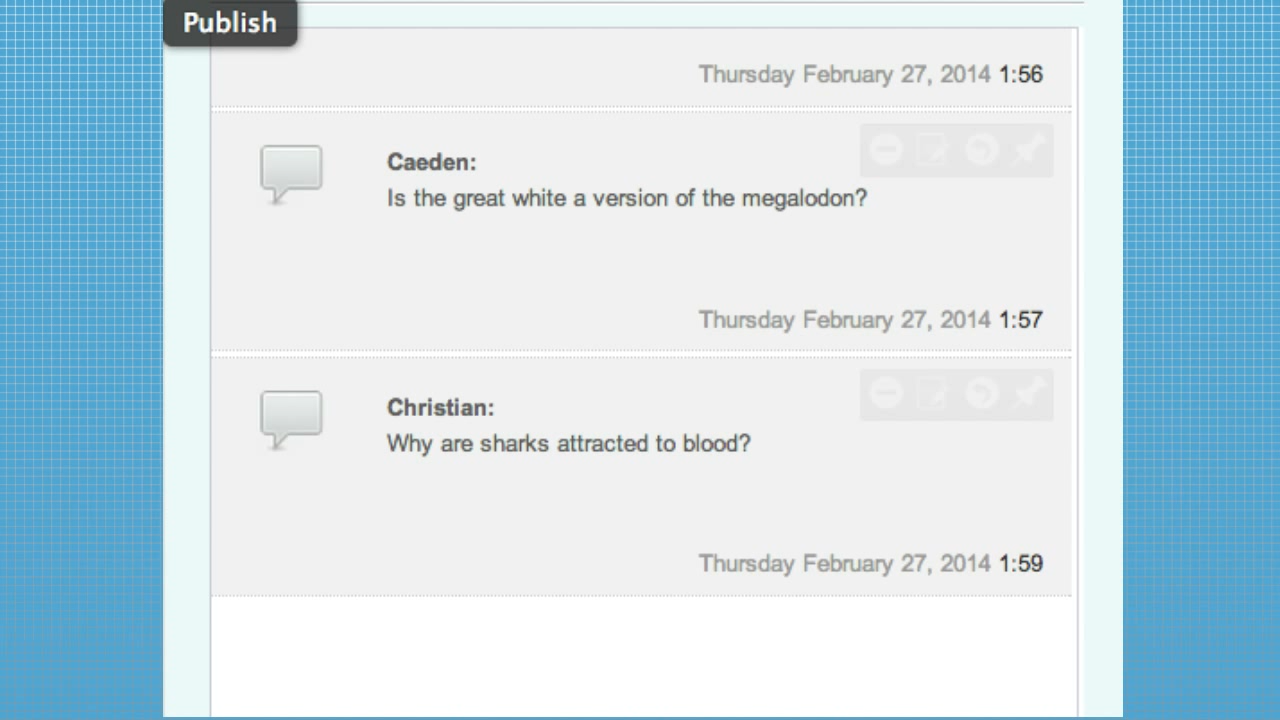 Publish
Thursday February 27, 2014 1:56
Caeden:
Is the great white a version of the megalodon?
Thursday February 27, 2014 1:57
Christian:
Why are sharks attracted to blood?
Thursday February 27, 2014 1:59